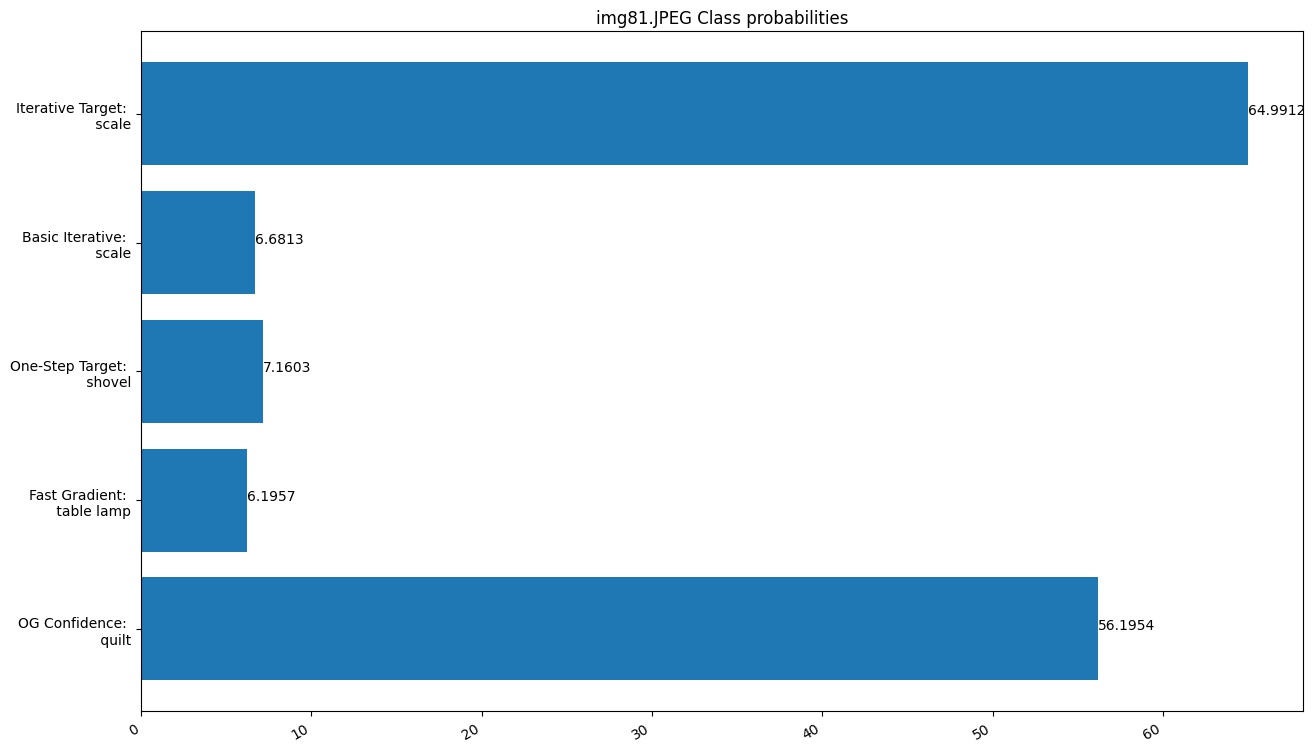 img81.JPEG Class probabilities
Iterative Target:
scale
64.9912
Basic Iterative:
scale
6.6813
One-Step Target:
shovel
7.1603
Fast Gradient:
table lamp
6.1957
OG Confidence:
quilt
56.1954
0
10
20
30
40
50
60